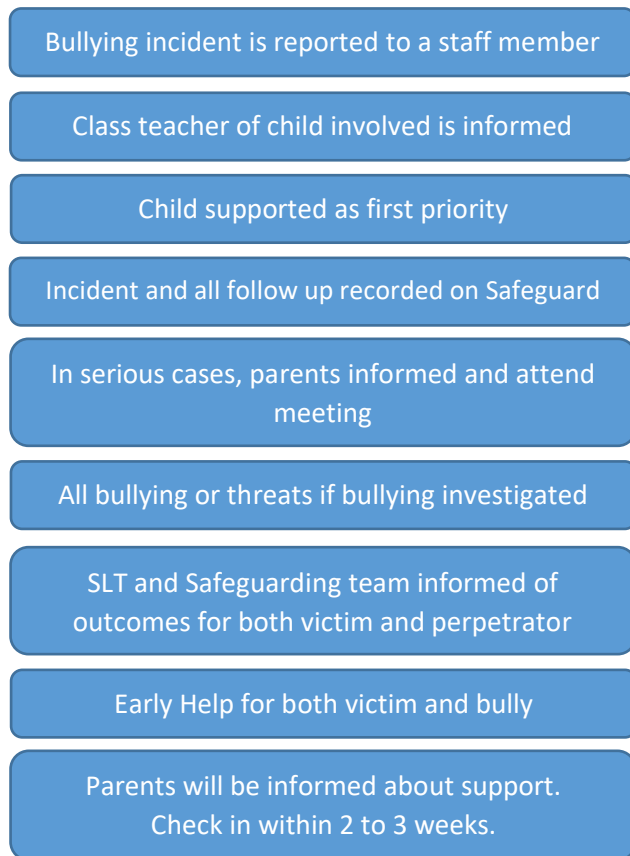 Bullying incident is reported to a staff member
Class teacher of child involved is informed
Child supported as first priority
Incident and all follow up recorded on Safeguard
In serious cases, parents informed and attend
meeting
All bullying or threats if bullying investigated
SLT and Safeguarding team informed of
outcomes for both victim and perpetrator
Early Help for both victim and bully
Parents will be informed about support.
Check in within 2 to 3 weeks.